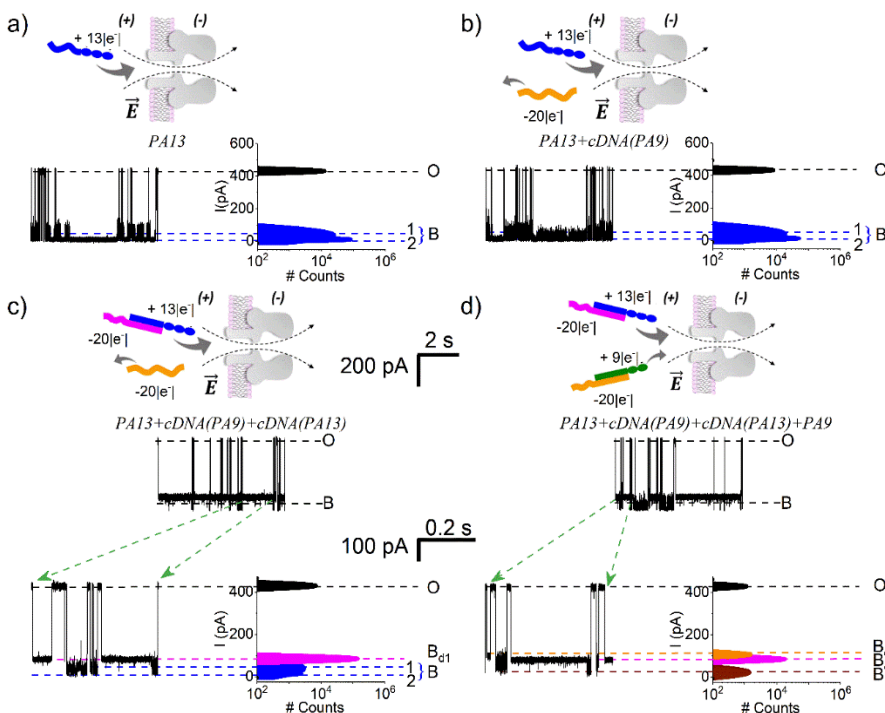 a)
(+) (-)
+ 13|e-|
E
PA13
600
400
200
0
I(pA)
O
1
2
B
10² 10⁴ 10⁶
# Counts
b)
(+) (-)
+ 13|e-|
-20|e-|
E
PA13+cDNA(PA9)
600
400
200
0
I (pA)
O
1
2
B
10² 10⁴ 10⁶
# Counts
c)
(+) (-)
+ 13|e-|
-20|e-|
-20|e-|
E
2 s
200 pA
PA13+cDNA(PA9)+cDNA(PA13)
O
B
0.2 s
100 pA
400
200
0
I (pA)
O
Bd1
1
2
B
10² 10⁴ 10⁶
# Counts
d)
(+) (-)
+ 13|e-|
-20|e-|
+ 9|e-|
-20|e-|
E
PA13+cDNA(PA9)+cDNA(PA13)+PA9
O
B
400
200
0
I (pA)
O
10² 10⁴ 10⁶
# Counts